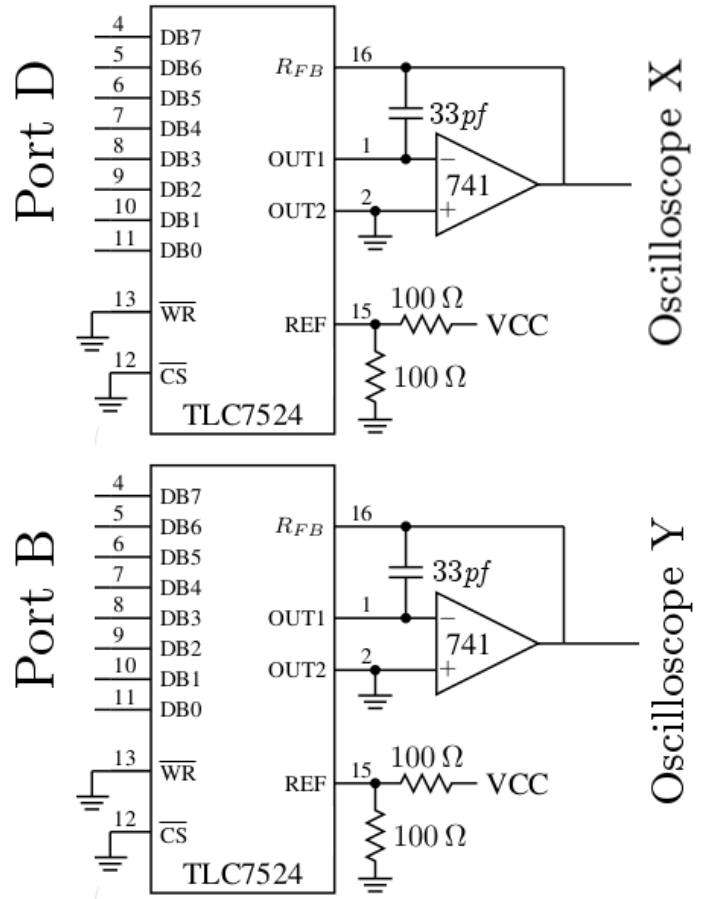 Port D
4 DB7
5 DB6 R_FB 16
6 DB5 33pf
7 DB4
8 DB3 OUT1 1 −
9 DB2 741
10 DB1 OUT2 2 +
11 DB0
13 WR 100 Ω
REF 15 VCC
12 CS 100 Ω
TLC7524
Oscilloscope X
Port B
4 DB7
5 DB6 R_FB 16
6 DB5 33pf
7 DB4
8 DB3 OUT1 1 −
9 DB2 741
10 DB1 OUT2 2 +
11 DB0
13 WR 100 Ω
REF 15 VCC
12 CS 100 Ω
TLC7524
Oscilloscope Y